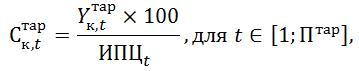 C^тар_к,t = Y^тар_к,t × 100 / ИПЦ_t , для t ∈ [1; П^тар],